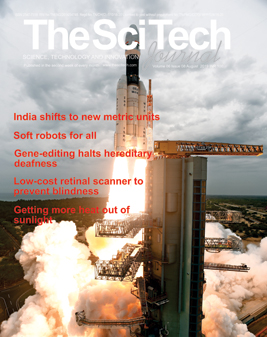 TheSciTech
Journal
SCIENCE, TECHNOLOGY AND INNOVATION
India shifts to new metric units
Soft robots for all
Gene-editing halts hereditary
deafness
Low-cost retinal scanner to
prevent blindness
Getting more heat out of
sunlight